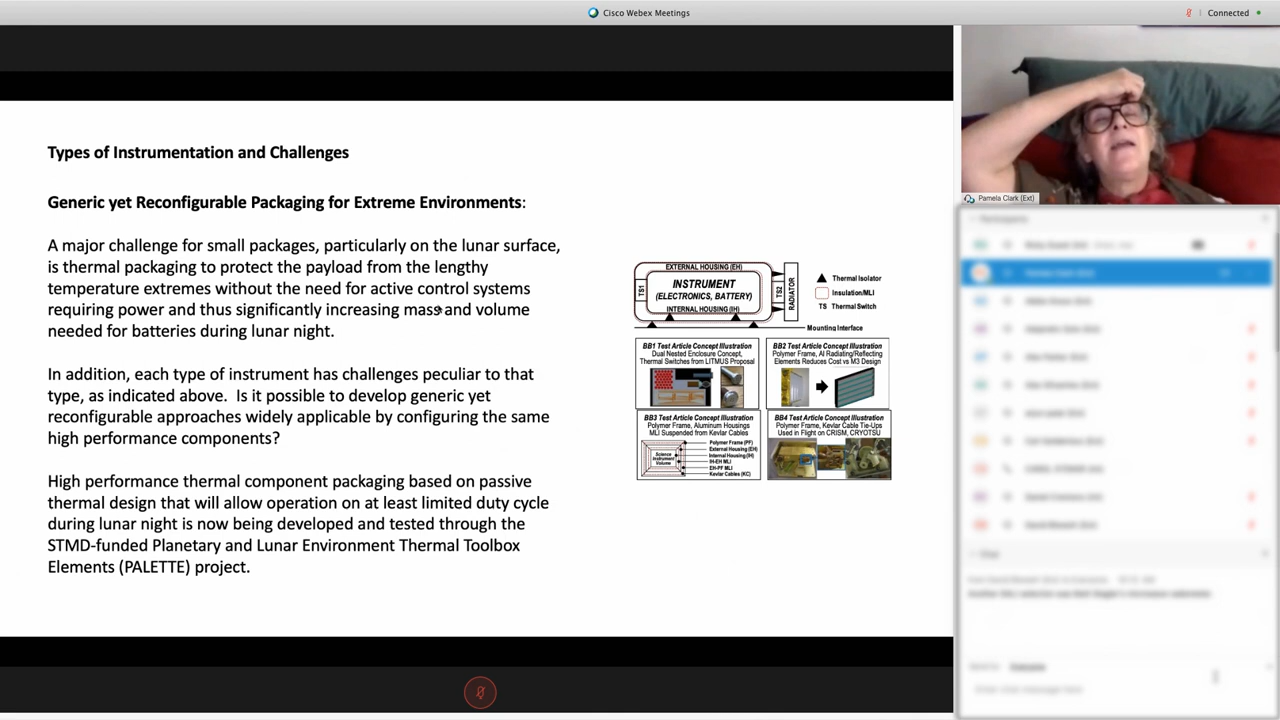 Cisco Webex Meetings
Connected
Types of Instrumentation and Challenges
Generic yet Reconfigurable Packaging for Extreme Environments:
A major challenge for small packages, particularly on the lunar surface,
is thermal packaging to protect the payload from the lengthy
temperature extremes without the need for active control systems
requiring power and thus significantly increasing mass and volume
needed for batteries during lunar night.
In addition, each type of instrument has challenges peculiar to that
type, as indicated above.  Is it possible to develop generic yet
reconfigurable approaches widely applicable by configuring the same
high performance components?
High performance thermal component packaging based on passive
thermal design that will allow operation on at least limited duty cycle
during lunar night is now being developed and tested through the
STMD-funded Planetary and Lunar Environment Thermal Toolbox
Elements (PALETTE) project.
EXTERNAL HOUSING (EH)
TS1
INSTRUMENT
(ELECTRONICS, BATTERY)
INTERNAL HOUSING (IH)
TS2
RADIATOR
Thermal Isolator
Insulation/MLI
TS Thermal Switch
Mounting Interface
BB1 Test Article Concept Illustration
Dual Nested Enclosure Concept,
Thermal Switches from LITMUS Proposal
BB2 Test Article Concept Illustration
Polymer Frame, Al Radiating/Reflecting
Elements Reduces Cost vs M3 Design
BB3 Test Article Concept Illustration
Polymer Frame, Aluminum Housings
MLI Suspended from Kevlar Cables
Science
Instrument
Volume
Polymer Frame (PF)
External Housing (EH)
Internal Housing (IH)
IH-EH MLI
EH-PF MLI
Kevlar Cables (KC)
BB4 Test Article Concept Illustration
Polymer Frame, Kevlar Cable Tie-Ups
Used in Flight on CRISM, CRYOTSU
Pamela Clark (Ext)